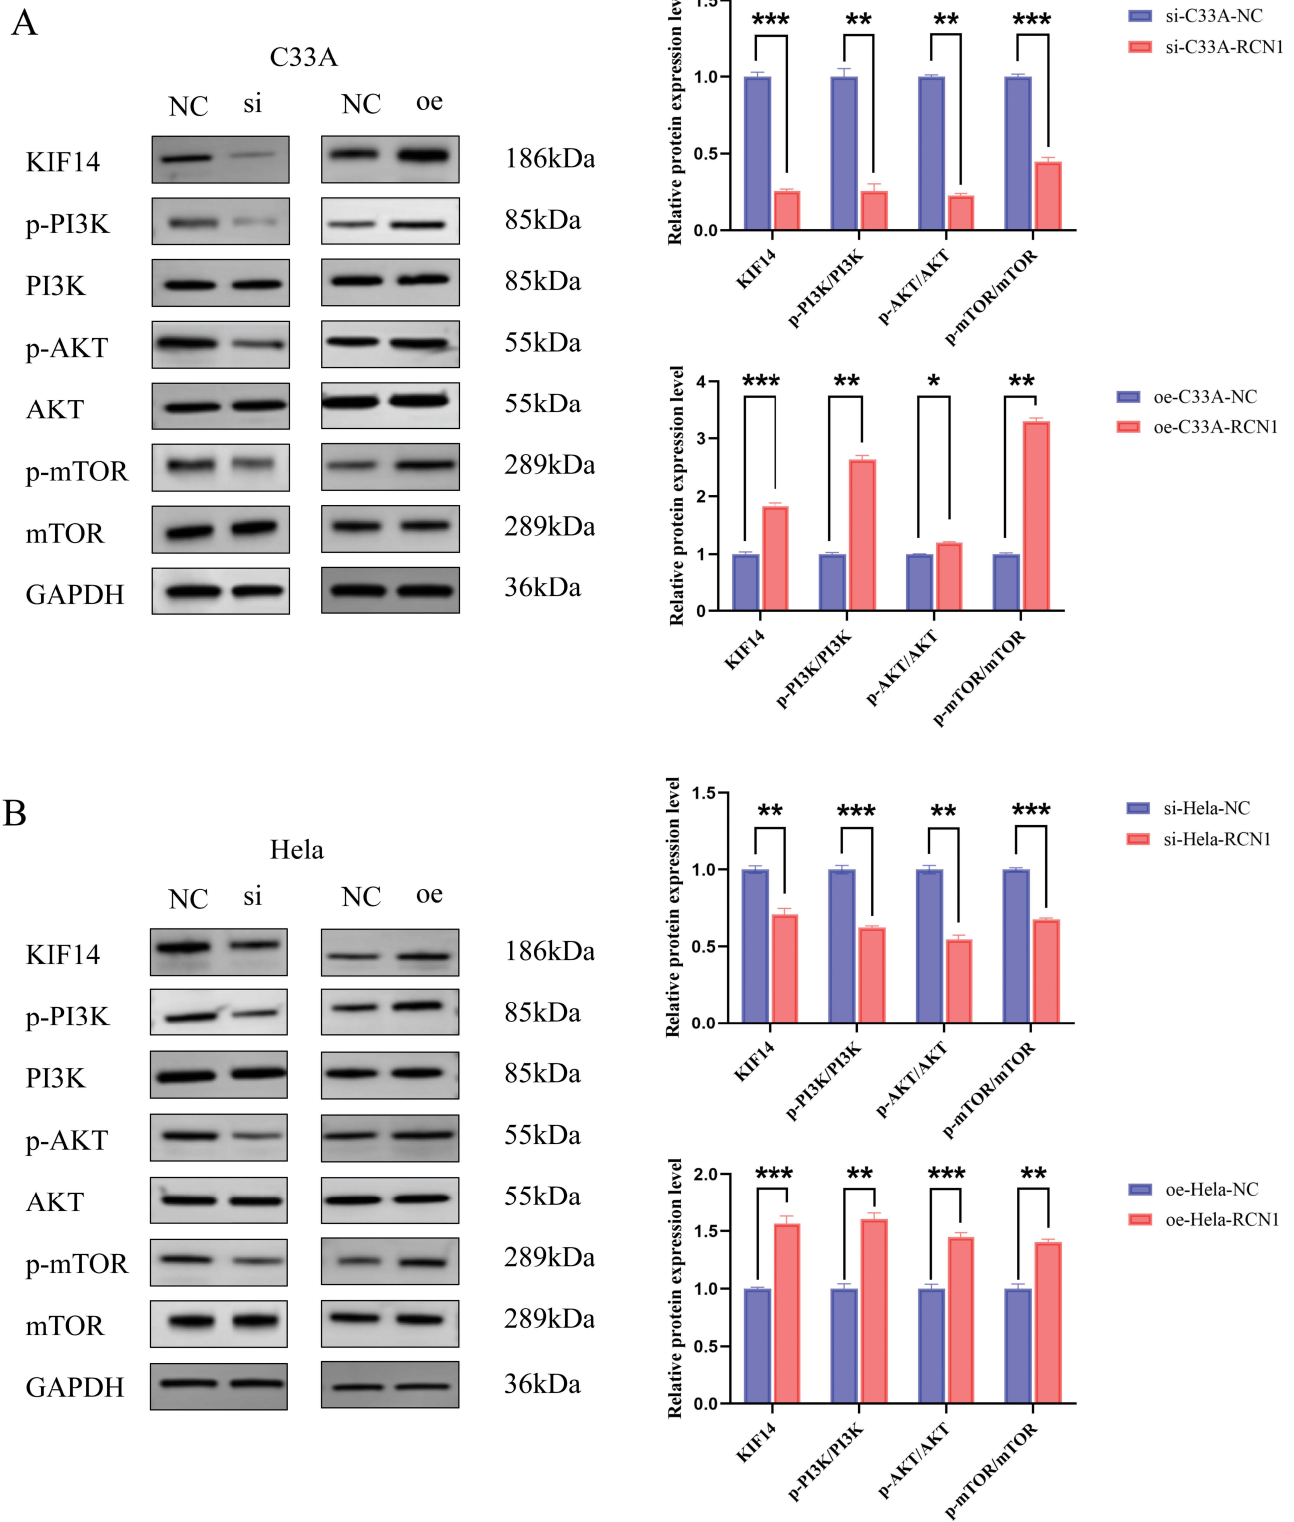 A
C33A
NC si NC oe
KIF14 186kDa
p-PI3K 85kDa
PI3K 85kDa
p-AKT 55kDa
AKT 55kDa
p-mTOR 289kDa
mTOR 289kDa
GAPDH 36kDa
Relative protein expression lev
1.5
1.0
0.5
0.0
*** ** ** ***
KIF14
p-PI3K/PI3K
p-AKT/AKT
p-mTOR/mTOR
si-C33A-NC
si-C33A-RCN1
Relative protein expression level
4
3
2
1
0
*** ** * **
KIF14
p-PI3K/PI3K
p-AKT/AKT
p-mTOR/mTOR
oe-C33A-NC
oe-C33A-RCN1
B
Hela
NC si NC oe
KIF14 186kDa
p-PI3K 85kDa
PI3K 85kDa
p-AKT 55kDa
AKT 55kDa
p-mTOR 289kDa
mTOR 289kDa
GAPDH 36kDa
Relative protein expression level
1.5
1.0
0.5
0.0
** *** ** ***
KIF14
p-PI3K/PI3K
p-AKT/AKT
p-mTOR/mTOR
si-Hela-NC
si-Hela-RCN1
Relative protein expression level
2.0
1.5
1.0
0.5
0.0
*** ** *** **
KIF14
p-PI3K/PI3K
p-AKT/AKT
p-mTOR/mTOR
oe-Hela-NC
oe-Hela-RCN1